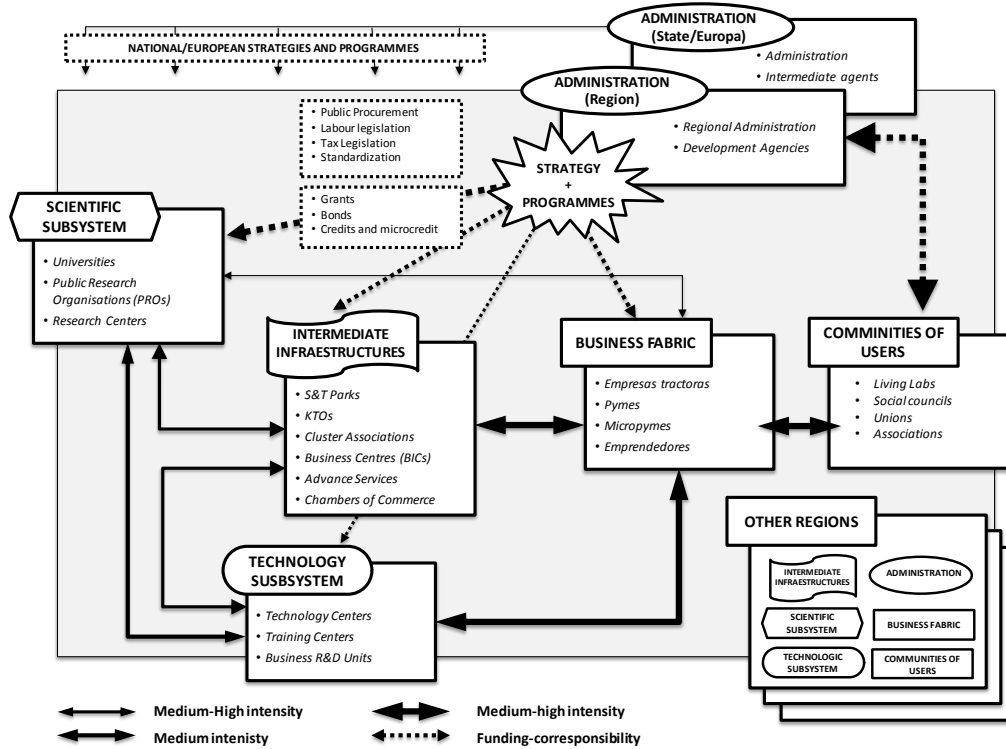 ADMINISTRATION
(State/Europa)
• Administration
• Intermediate agents
NATIONAL/EUROPEAN STRATEGIES AND PROGRAMMES
ADMINISTRATION
(Region)
• Regional Administration
• Development Agencies
• Public Procurement
• Labour legislation
• Tax Legislation
• Standardization
STRATEGY
+
PROGRAMMES
• Grants
• Bonds
• Credits and microcredit
SCIENTIFIC
SUBSYSTEM
• Universities
• Public Research
Organisations (PROs)
• Research Centers
INTERMEDIATE
INFRAESTRUCTURES
• S&T Parks
• KTOs
• Cluster Associations
• Business Centres (BICs)
• Advance Services
• Chambers of Commerce
BUSINESS FABRIC
• Empresas tractoras
• Pymes
• Micropymes
• Emprendedores
COMMINITIES OF
USERS
• Living Labs
• Social councils
• Unions
• Associations
TECHNOLOGY
SUSBSYSTEM
• Technology Centers
• Training Centers
• Business R&D Units
OTHER REGIONS
INTERMEDIATE
INFRAESTRUCTURES
ADMINISTRATION
SCIENTIFIC
SUBSYSTEM
BUSINESS FABRIC
TECHNOLOGIC
SUBSYSTEM
COMMUNITIES OF
USERS
Medium-High intensity
Medium intenisty
Medium-high intensity
Funding-corresponsibility